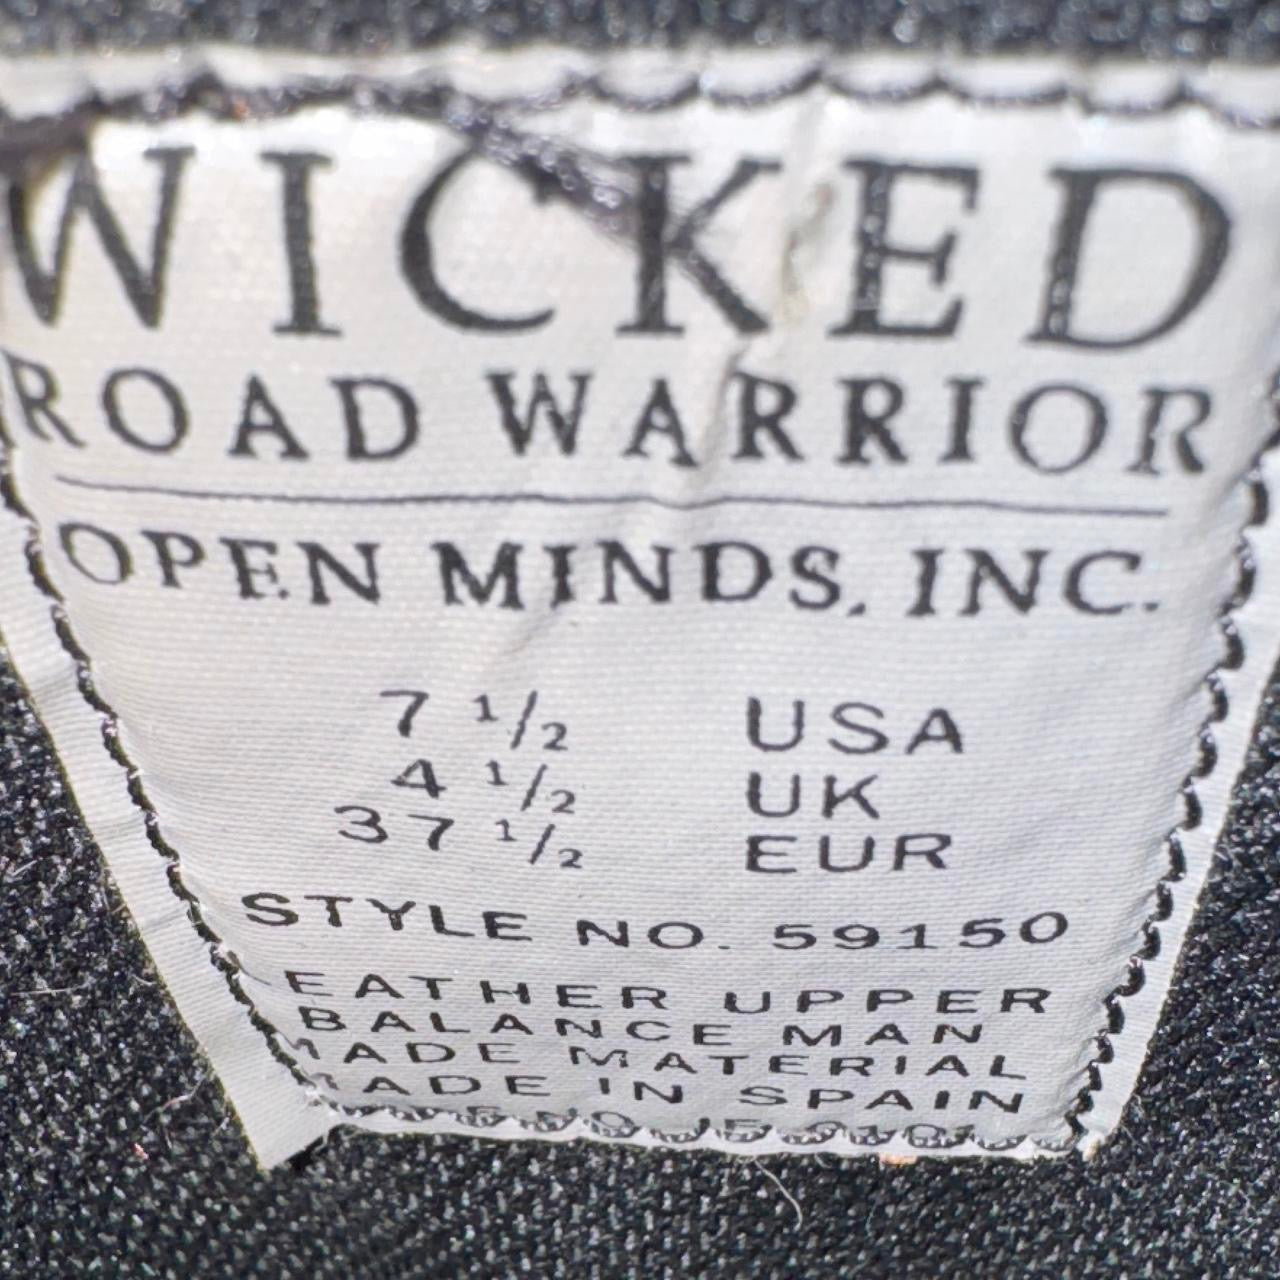 WICKED
ROAD WARRIOR
OPEN MINDS, INC.
7 1/2 USA
4 1/2 UK
37 1/2 EUR
STYLE NO. 59150
LEATHER UPPER
BALANCE MAN
MADE MATERIAL
MADE IN SPAIN